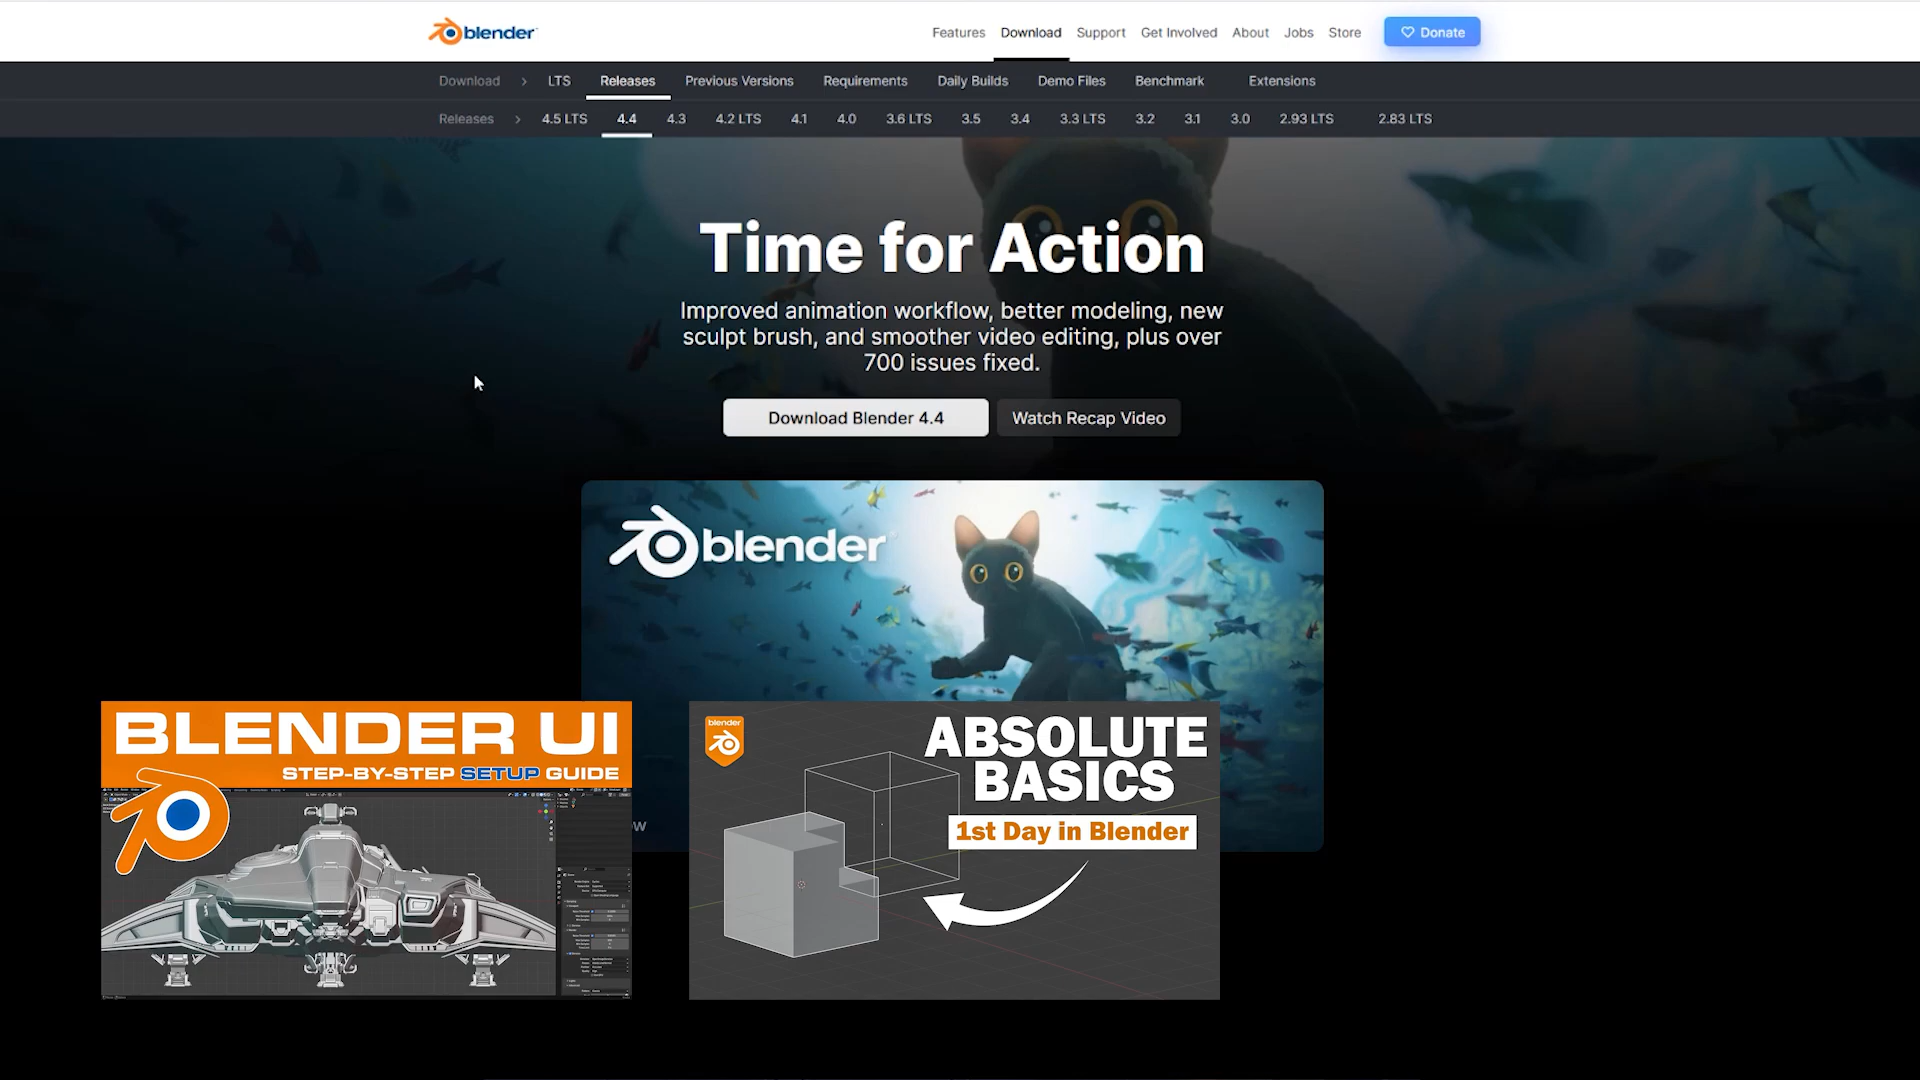 blender
Features Download Support Get Involved About Jobs Store Donate
Download LTS Releases Previous Versions Requirements Daily Builds Demo Files Benchmark Extensions
Releases 4.5 LTS 4.4 4.3 4.2 LTS 4.1 4.0 3.6 LTS 3.5 3.4 3.3 LTS 3.2 3.1 3.0 2.93 LTS 2.83 LTS
Time for Action
Improved animation workflow, better modeling, new
sculpt brush, and smoother video editing, plus over
700 issues fixed.
Download Blender 4.4 Watch Recap Video
blender
BLENDER UI
STEP-BY-STEP SETUP GUIDE
blender
ABSOLUTE
BASICS
1st Day in Blender